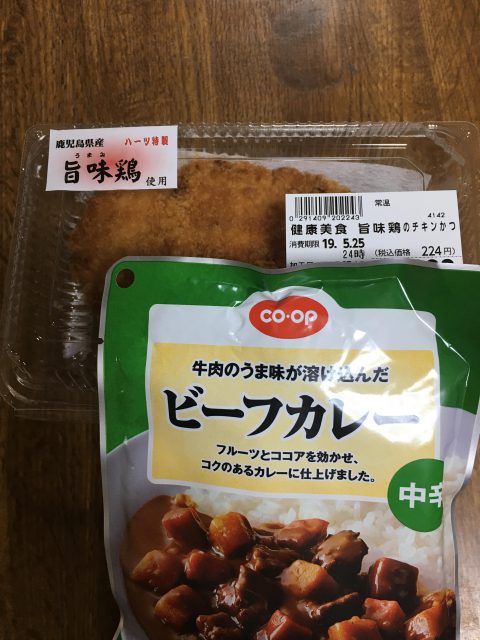 鹿児島県産 ハーツ特製
うまみ
旨味鶏使用
常温
0 291409 202243
4142
健康美食 旨味鶏のチキンかつ
消費期限 19. 5.25
24時 (税込価格 224円)
CO·OP
牛肉のうま味が溶け込んだ
ビーフカレー
フルーツとココアを効かせ、
コクのあるカレーに仕上げました。
中辛